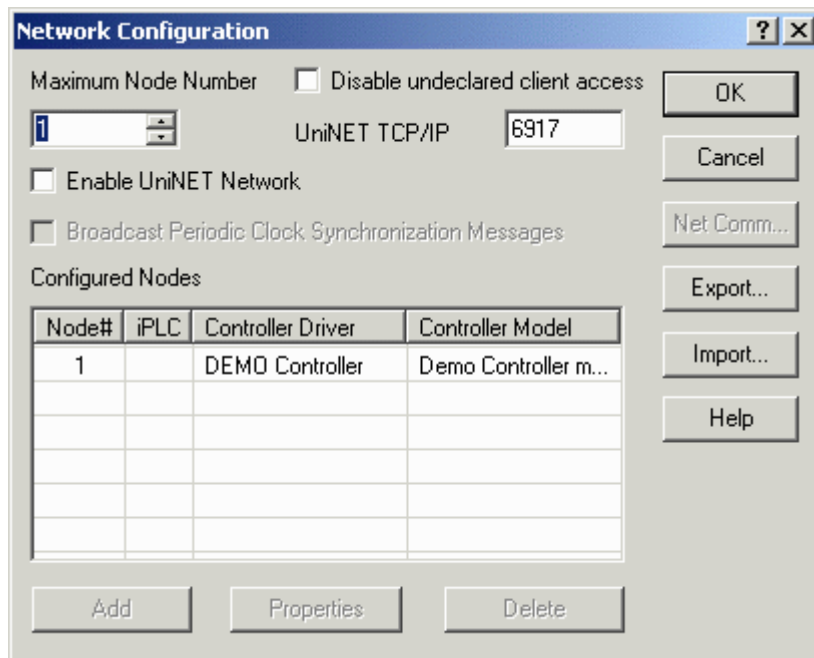 Network Configuration
Maximum Node Number
Disable undeclared client access
OK
1
UniNET TCP/IP
6917
Cancel
Enable UniNET Network
Broadcast Periodic Clock Synchronization Messages
Net Comm...
Configured Nodes
Export...
Node# iPLC Controller Driver Controller Model
1 DEMO Controller Demo Controller m...
Import...
Help
Add Properties Delete